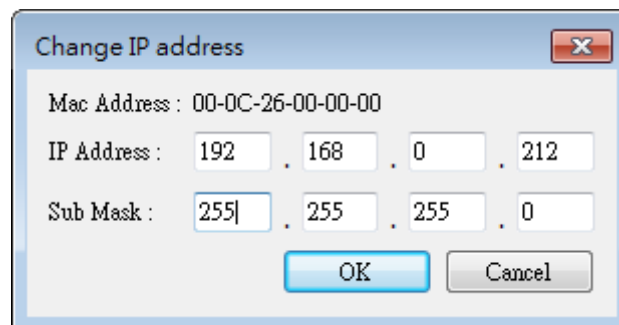 Change IP address
Mac Address : 00-0C-26-00-00-00
IP Address : 192 . 168 . 0 . 212
Sub Mask : 255 . 255 . 255 . 0
OK Cancel